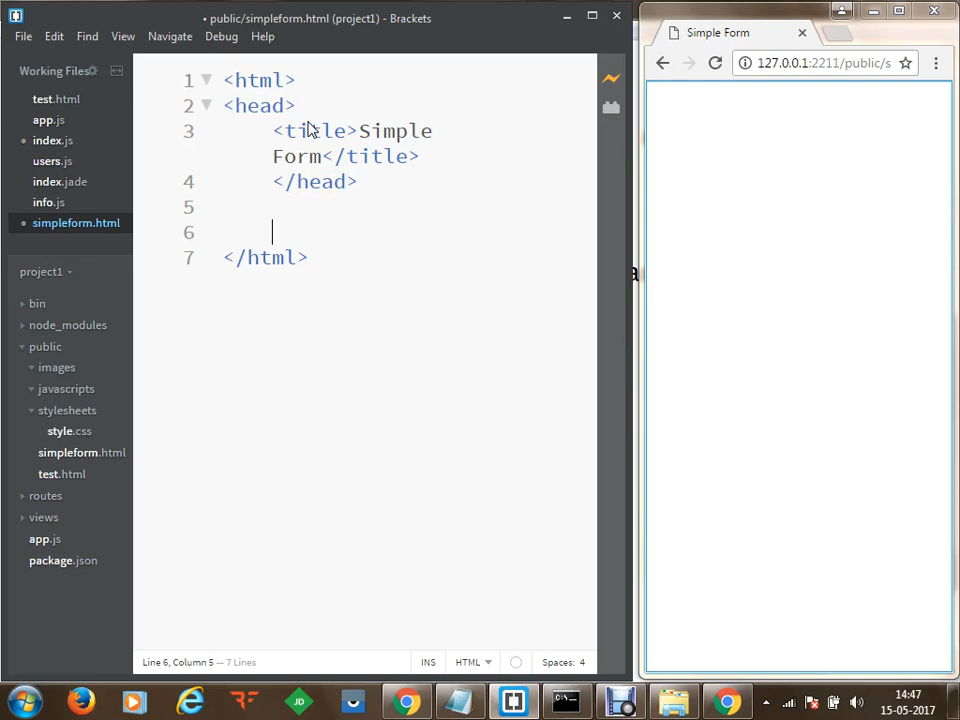 • public/simpleform.html (project1) - Brackets
File Edit Find View Navigate Debug Help
Working Files
test.html
app.js
index.js
users.js
index.jade
info.js
simpleform.html
project1
bin
node_modules
public
images
javascripts
stylesheets
style.css
simpleform.html
test.html
routes
views
app.js
package.json
1 <html>
2 <head>
3 <title>Simple
Form</title>
4 </head>
5
6
7 </html>
Line 6, Column 5 — 7 Lines
INS HTML Spaces: 4
Simple Form
127.0.0.1:2211/public/s
a
JD
14:47
15-05-2017